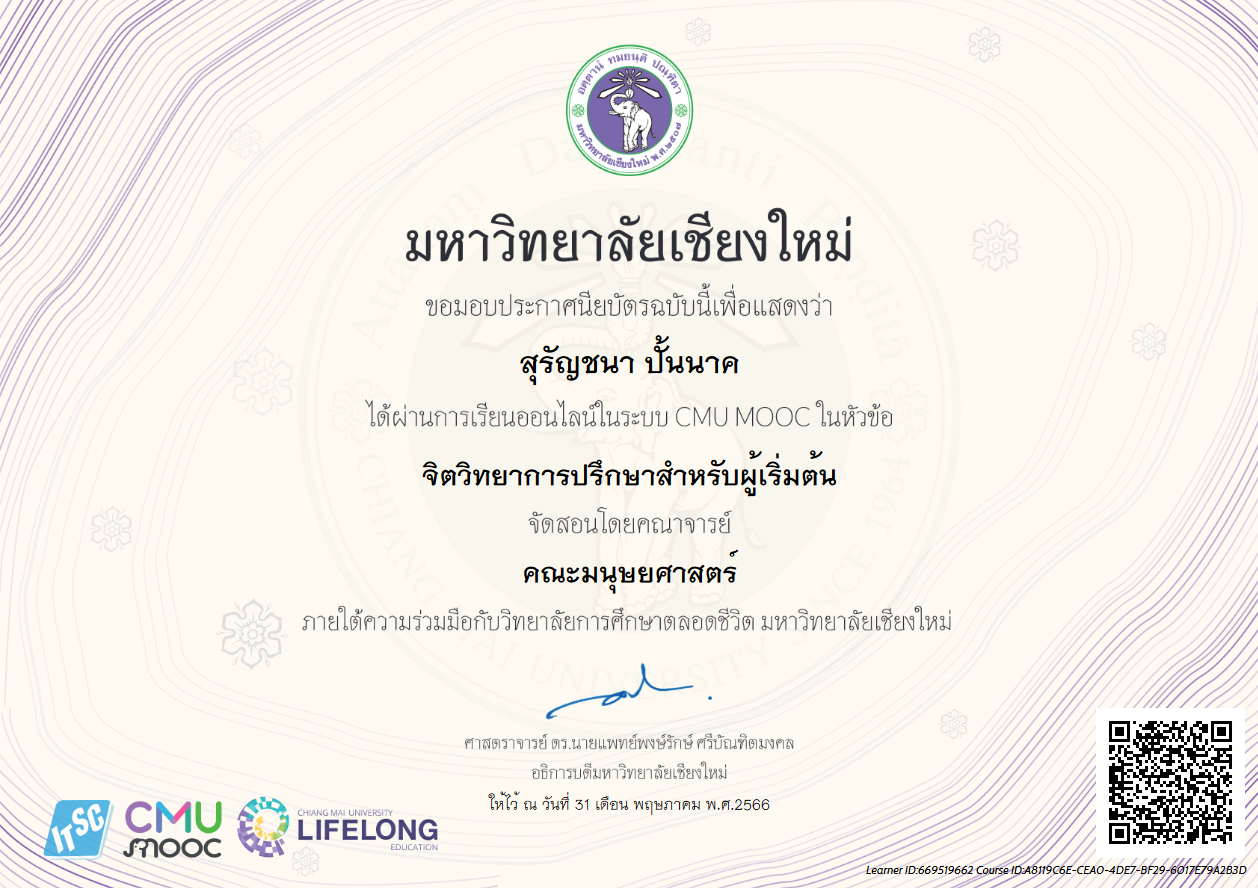 อตฺตานํ ทมยนฺติ ปณฺฑิตา
มหาวิทยาลัยเชียงใหม่ พ.ศ.๒๕๐๗
มหาวิทยาลัยเชียงใหม่
ขอมอบประกาศนียบัตรฉบับนี้เพื่อแสดงว่า
สุรัญชนา ปั้นนาค
ได้ผ่านการเรียนออนไลน์ในระบบ CMU MOOC ในหัวข้อ
จิตวิทยาการปรึกษาสำหรับผู้เริ่มต้น
จัดสอนโดยคณาจารย์
คณะมนุษยศาสตร์
ภายใต้ความร่วมมือกับวิทยาลัยการศึกษาตลอดชีวิต มหาวิทยาลัยเชียงใหม่
ศาสตราจารย์ ดร.นายแพทย์พงษ์รักษ์ ศรีบัณฑิตมงคล
อธิการบดีมหาวิทยาลัยเชียงใหม่
ให้ไว้ ณ วันที่ 31 เดือน พฤษภาคม พ.ศ.2566
ITSC
CMU
MOOC
CHIANG MAI UNIVERSITY
LIFELONG
EDUCATION
Attānam Damayanti Panditā
CHIANG MAI UNIVERSITY SINCE 1964
Learner ID:669519662 Course ID:A8119C6E-CEA0-4DE7-BF29-6017E79A2B3D